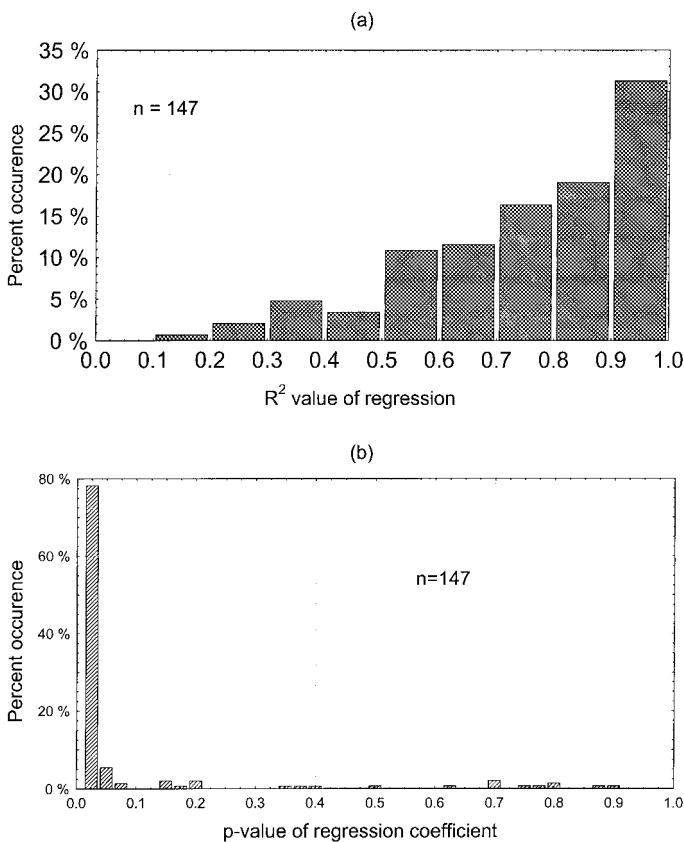 (a)
35 %
30 %
25 %
20 %
15 %
10 %
5 %
0 %
Percent occurence
n = 147
0.0 0.1 0.2 0.3 0.4 0.5 0.6 0.7 0.8 0.9 1.0
R² value of regression
(b)
80 %
60 %
40 %
20 %
0 %
Percent occurence
n=147
0.0 0.1 0.2 0.3 0.4 0.5 0.6 0.7 0.8 0.9 1.0
p-value of regression coefficient